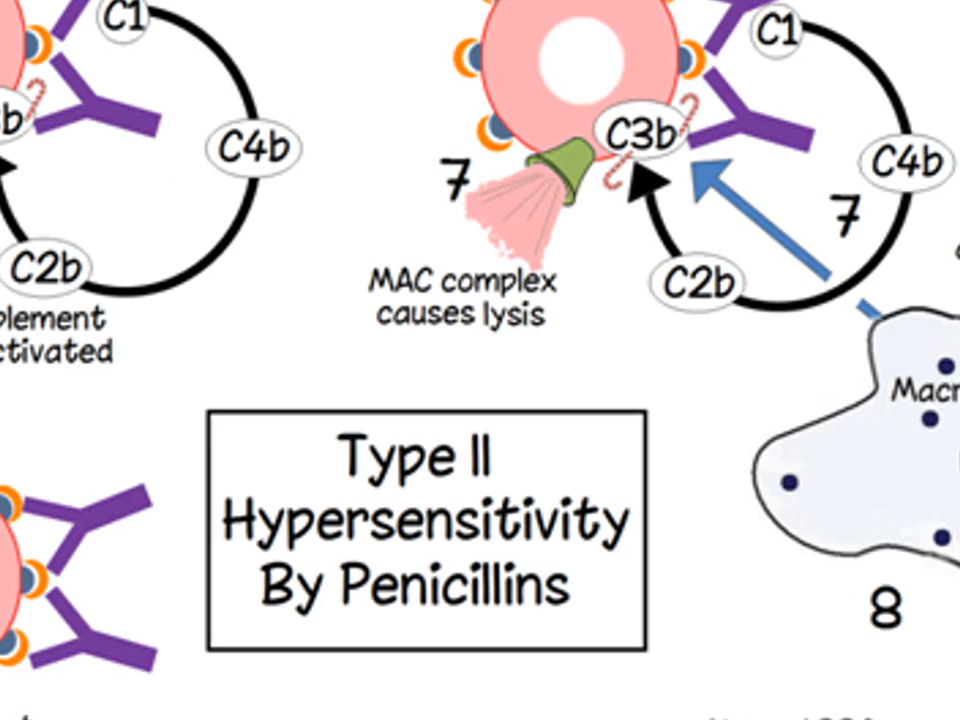 C1
C4b
C2b
plement
ctivated
C1
C3b
C4b
C2b
7
7
MAC complex
causes lysis
Type II
Hypersensitivity
By Penicillins
Macr
8